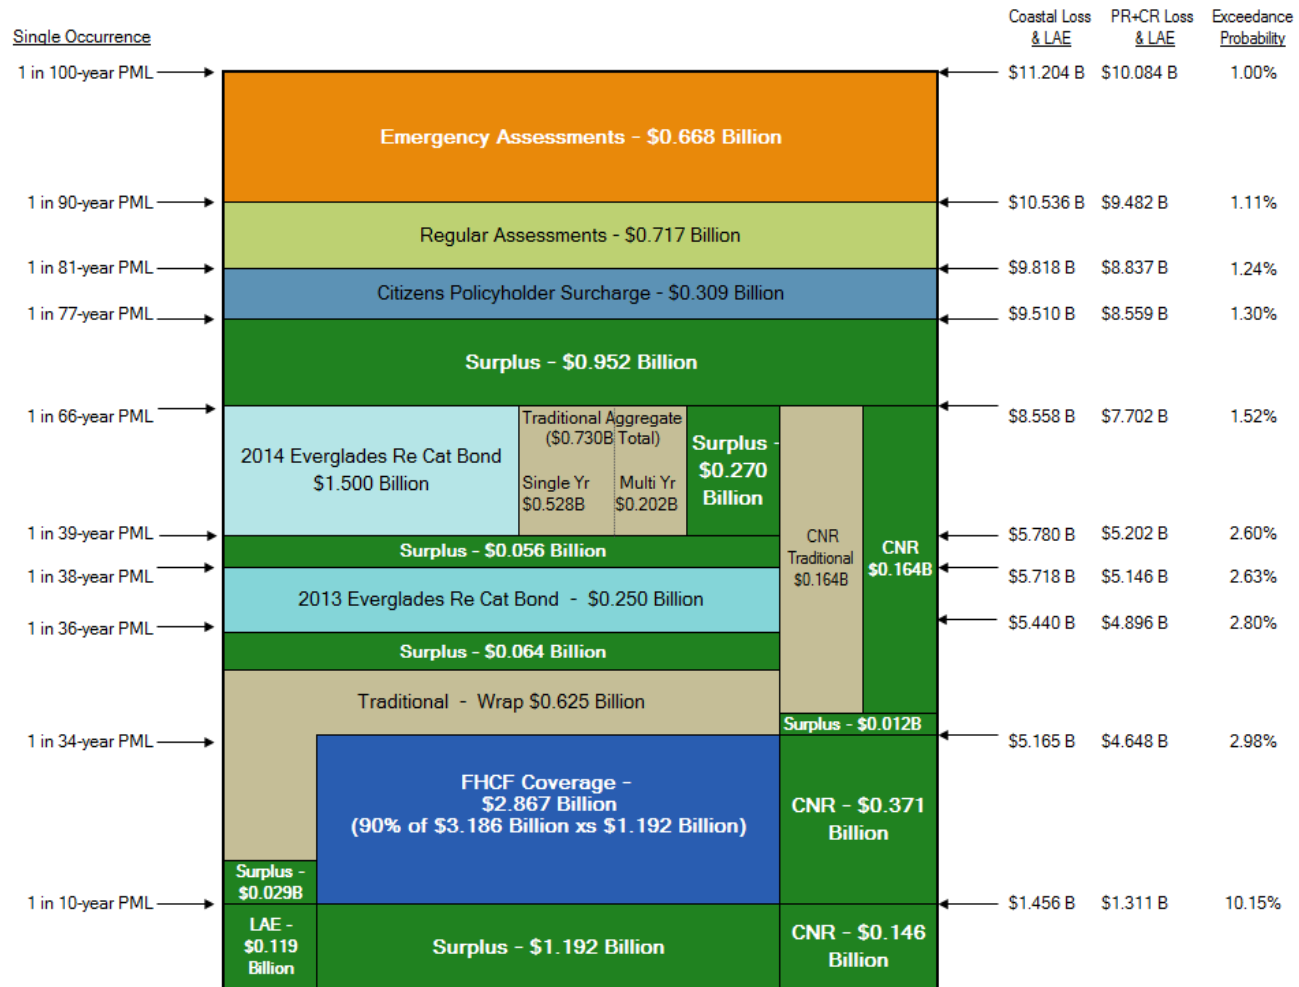 Coastal Loss PR+CR Loss Exceedance
Single Occurrence & LAE & LAE Probability
1 in 100-year PML $11.204 B $10.084 B 1.00%
Emergency Assessments - $0.668 Billion
1 in 90-year PML $10.536 B $9.482 B 1.11%
Regular Assessments - $0.717 Billion
1 in 81-year PML $9.818 B $8.837 B 1.24%
Citizens Policyholder Surcharge - $0.309 Billion
1 in 77-year PML $9.510 B $8.559 B 1.30%
Surplus - $0.952 Billion
1 in 66-year PML $8.558 B $7.702 B 1.52%
2014 Everglades Re Cat Bond
$1.500 Billion
Traditional Aggregate
($0.730B Total)
Single Yr Multi Yr
$0.528B $0.202B
Surplus -
$0.270
Billion
CNR
Traditional
$0.164B
CNR
$0.164B
1 in 39-year PML $5.780 B $5.202 B 2.60%
Surplus - $0.056 Billion
1 in 38-year PML $5.718 B $5.146 B 2.63%
2013 Everglades Re Cat Bond - $0.250 Billion
1 in 36-year PML $5.440 B $4.896 B 2.80%
Surplus - $0.064 Billion
Traditional - Wrap $0.625 Billion
Surplus - $0.012B
1 in 34-year PML $5.165 B $4.648 B 2.98%
FHCF Coverage -
$2.867 Billion
(90% of $3.186 Billion xs $1.192 Billion)
CNR - $0.371
Billion
Surplus -
$0.029B
1 in 10-year PML $1.456 B $1.311 B 10.15%
LAE -
$0.119
Billion
Surplus - $1.192 Billion
CNR - $0.146
Billion